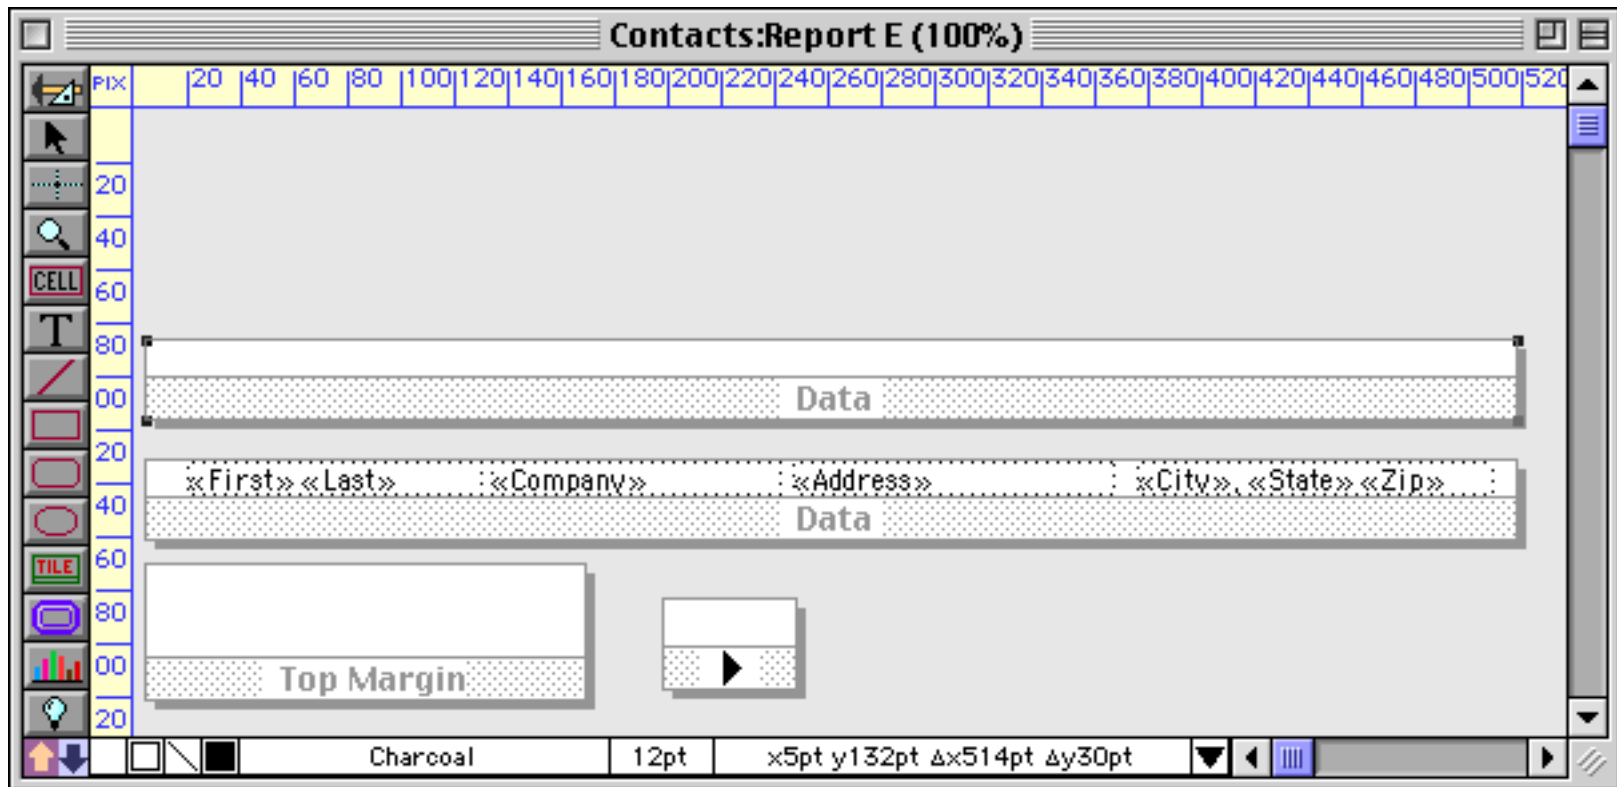 Contacts:Report E (100%)
PIX 20 40 60 80 100 120 140 160 180 200 220 240 260 280 300 320 340 360 380 400 420 440 460 480 500 520
20
40
CELL
60
T
80
Data
00
20
«First» «Last» «Company» «Address» «City», «State» «Zip»
Data
40
TILE
60
80
Top Margin
00
20
Charcoal 12pt x5pt y132pt Δx514pt Δy30pt